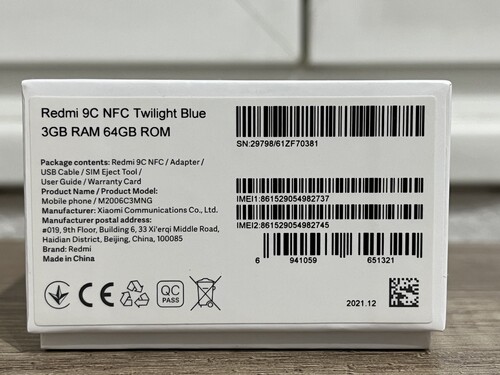 Redmi 9C NFC Twilight Blue
3GB RAM 64GB ROM
SN:29798/61ZF70381
Package contents: Redmi 9C NFC / Adapter /
USB Cable / SIM Eject Tool /
User Guide / Warranty Card
Product Name / Product Model:
Mobile phone / M2006C3MNG
Manufacturer: Xiaomi Communications Co., Ltd.
Manufacturer postal address:
#019, 9th Floor, Building 6, 33 Xi'erqi Middle Road,
Haidian District, Beijing, China, 100085
Brand: Redmi
Made in China
IMEI1:861529054982737
IMEI2:861529054982745
6 941059 651321
CE
QC
PASS
2021.12